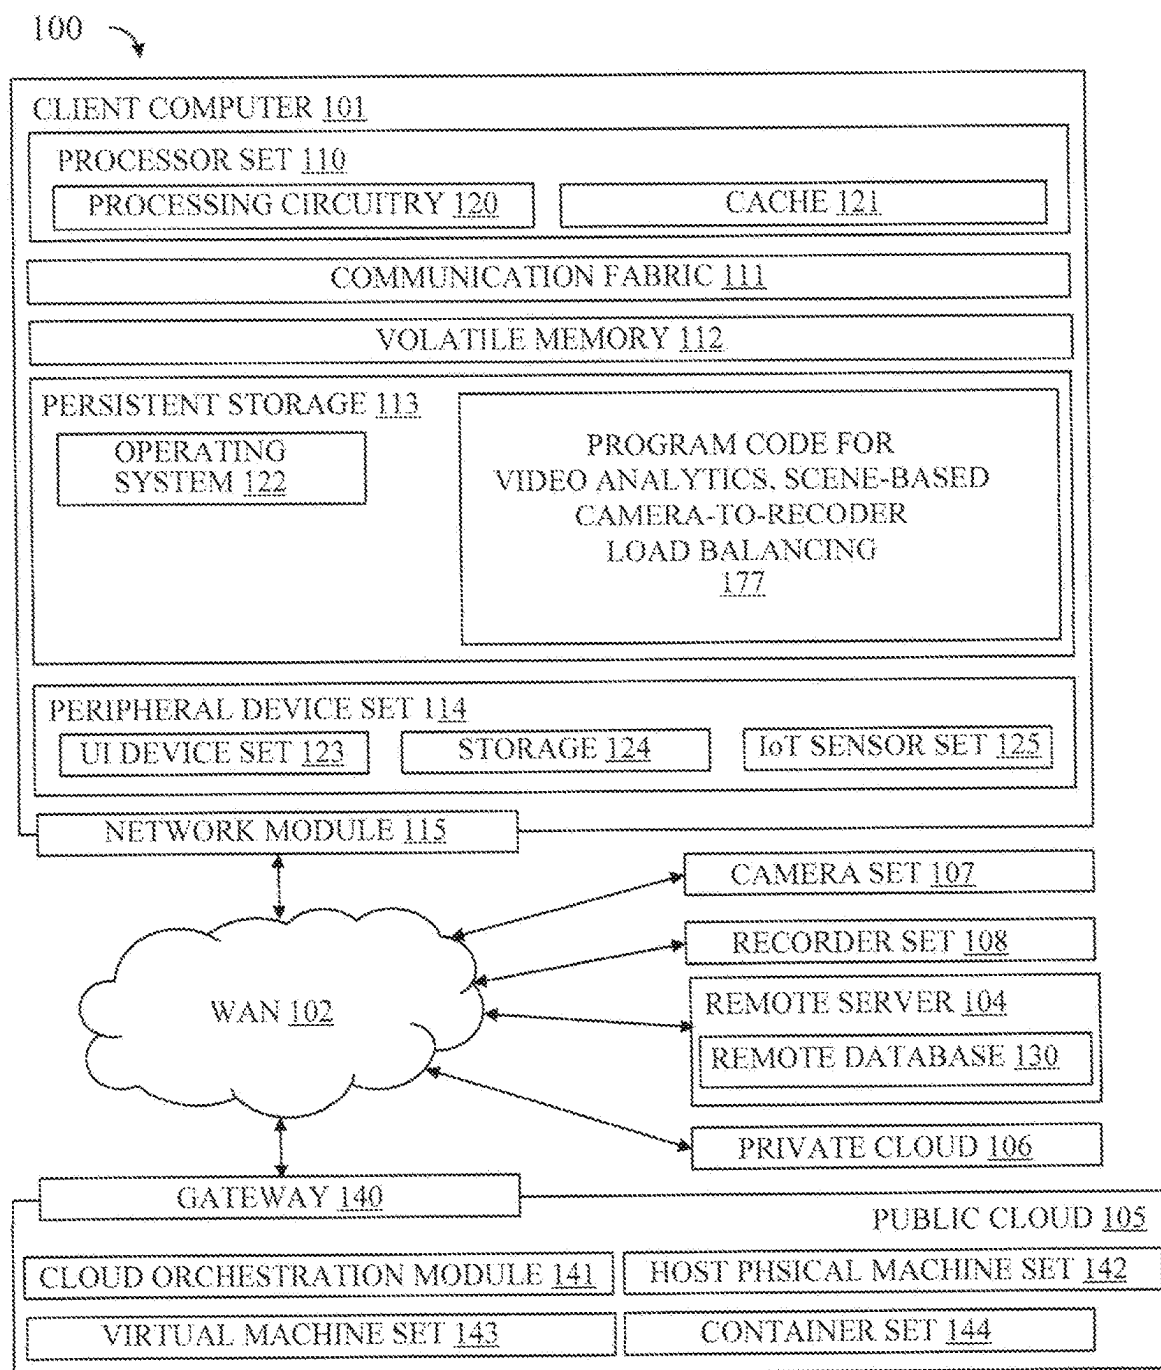 100
CLIENT COMPUTER 101
PROCESSOR SET 110
PROCESSING CIRCUITRY 120
CACHE 121
COMMUNICATION FABRIC 111
VOLATILE MEMORY 112
PERSISTENT STORAGE 113
OPERATING
SYSTEM 122
PROGRAM CODE FOR
VIDEO ANALYTICS, SCENE-BASED
CAMERA-TO-RECODER
LOAD BALANCING
177
PERIPHERAL DEVICE SET 114
UI DEVICE SET 123
STORAGE 124
IoT SENSOR SET 125
NETWORK MODULE 115
CAMERA SET 107
RECORDER SET 108
WAN 102
REMOTE SERVER 104
REMOTE DATABASE 130
PRIVATE CLOUD 106
GATEWAY 140
PUBLIC CLOUD 105
CLOUD ORCHESTRATION MODULE 141
HOST PHSICAL MACHINE SET 142
VIRTUAL MACHINE SET 143
CONTAINER SET 144